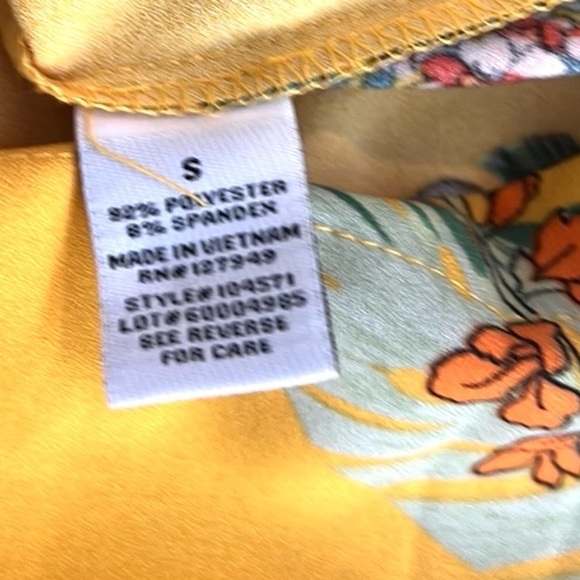 S
92% POLYESTER
8% SPANDEX
MADE IN VIETNAM
RN# 127949
STYLE# 104571
LOT# 60004985
SEE REVERSE
FOR CARE